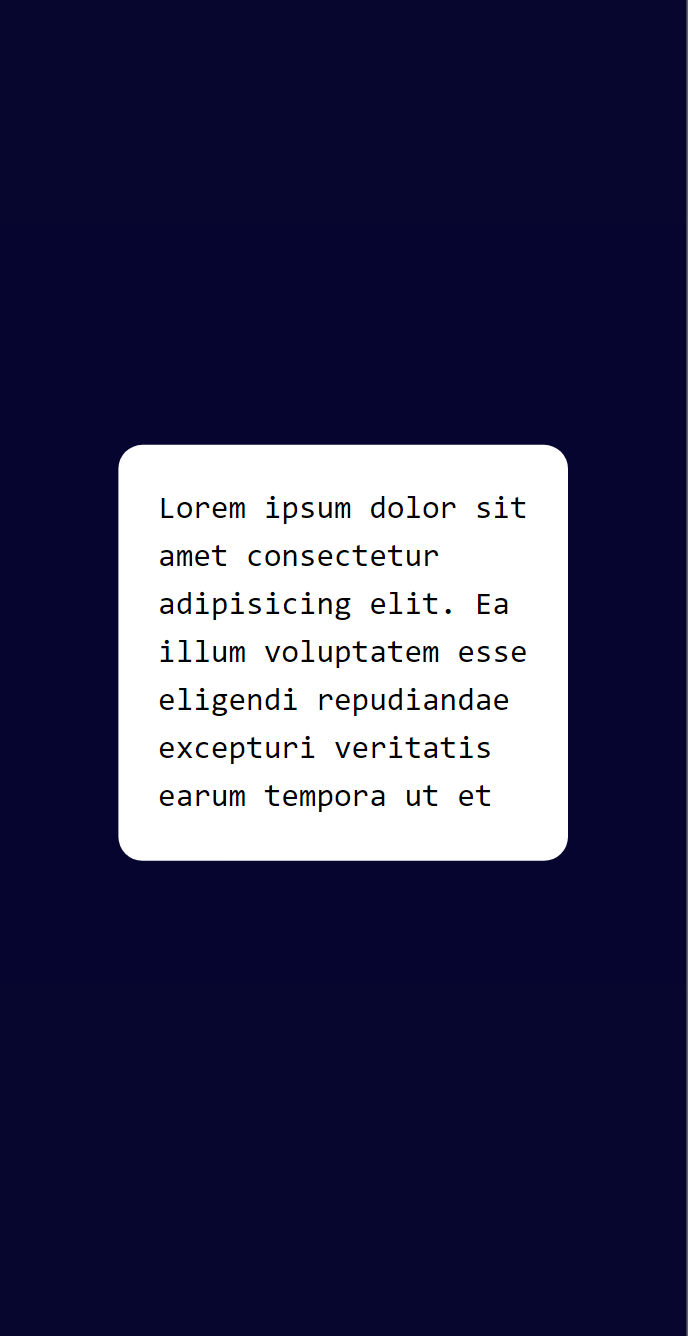 Lorem ipsum dolor sit
amet consectetur
adipisicing elit. Ea
illum voluptatem esse
eligendi repudiandae
excepturi veritatis
earum tempora ut et